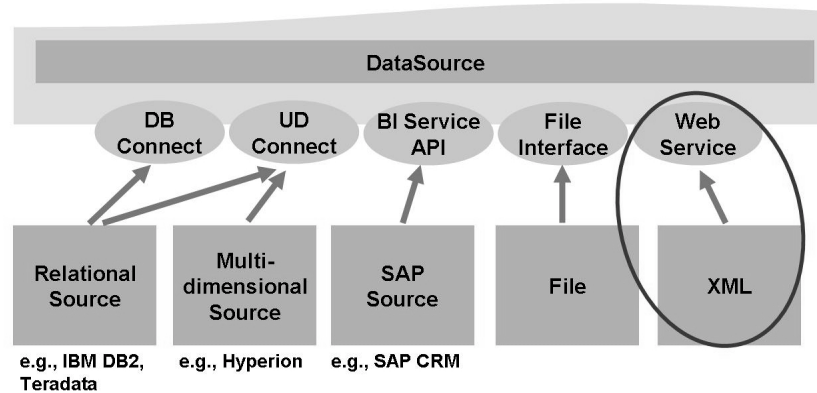 DataSource
DB
Connect
UD
Connect
BI Service
API
File
Interface
Web
Service
Relational
Source
Multi-
dimensional
Source
SAP
Source
File
XML
e.g., IBM DB2,
Teradata
e.g., Hyperion
e.g., SAP CRM